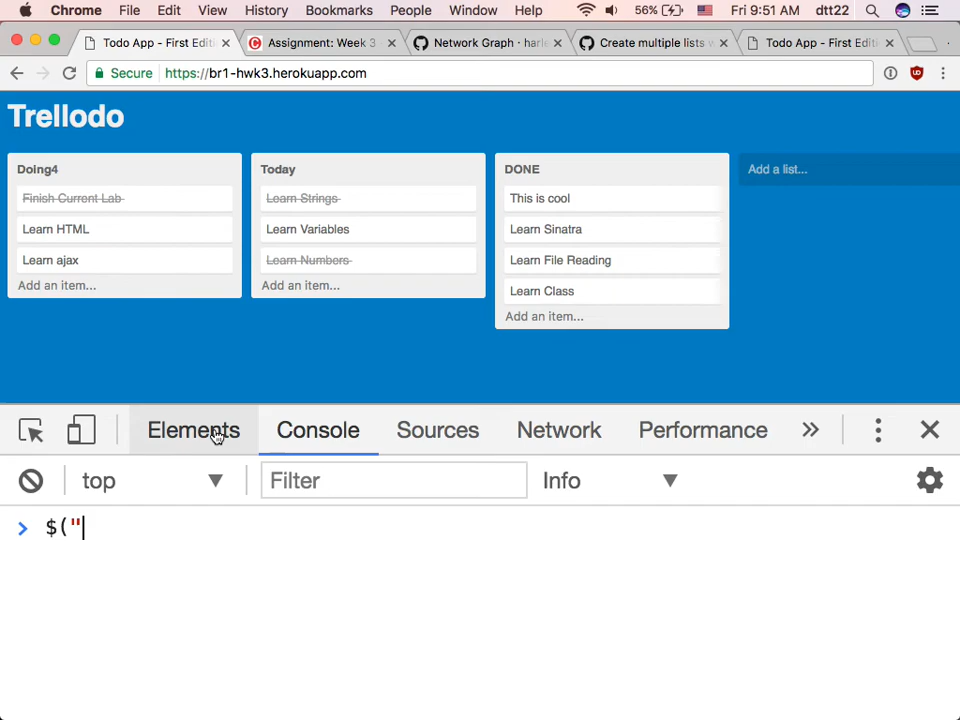 Chrome File Edit View History Bookmarks People Window Help 56% Fri 9:51 AM dtt22
Todo App - First Editi
Assignment: Week 3
Network Graph · harle
Create multiple lists w
Todo App - First Editi
Secure https://br1-hwk3.herokuapp.com
Trellodo
Doing4
Finish Current Lab
Learn HTML
Learn ajax
Add an item...
Today
Learn Strings
Learn Variables
Learn Numbers
Add an item...
DONE
This is cool
Learn Sinatra
Learn File Reading
Learn Class
Add an item...
Add a list...
Elements Console Sources Network Performance »
top Filter Info
> $("